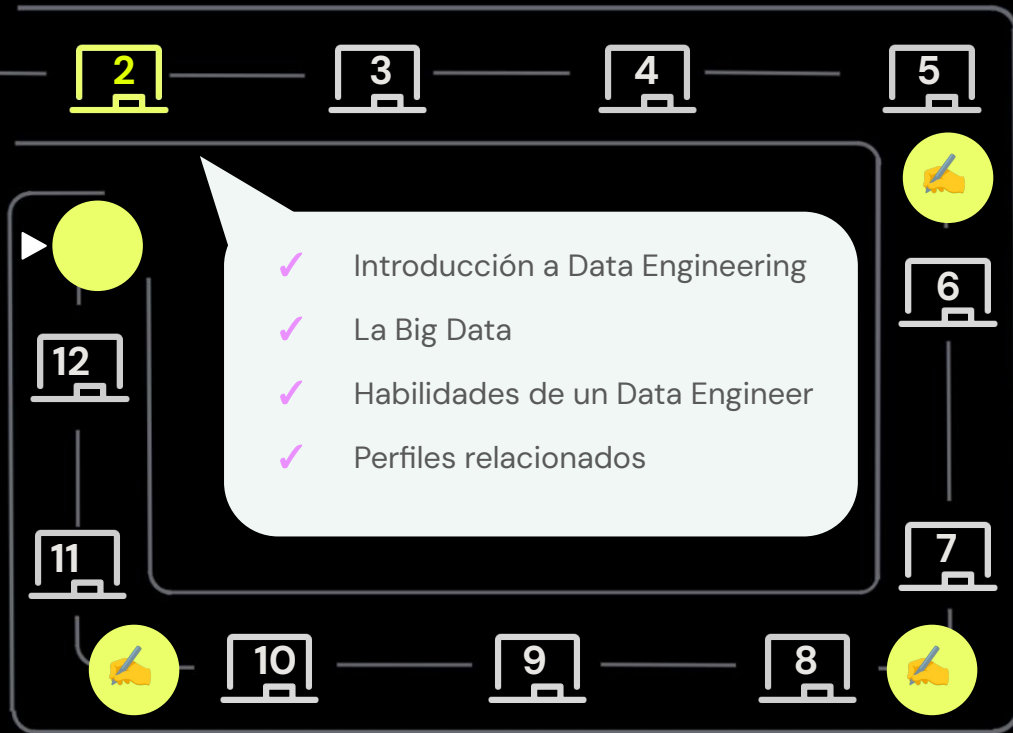 2
3
4
5
Introducción a Data Engineering
La Big Data
Habilidades de un Data Engineer
Perfiles relacionados
6
12
11
7
10
9
8